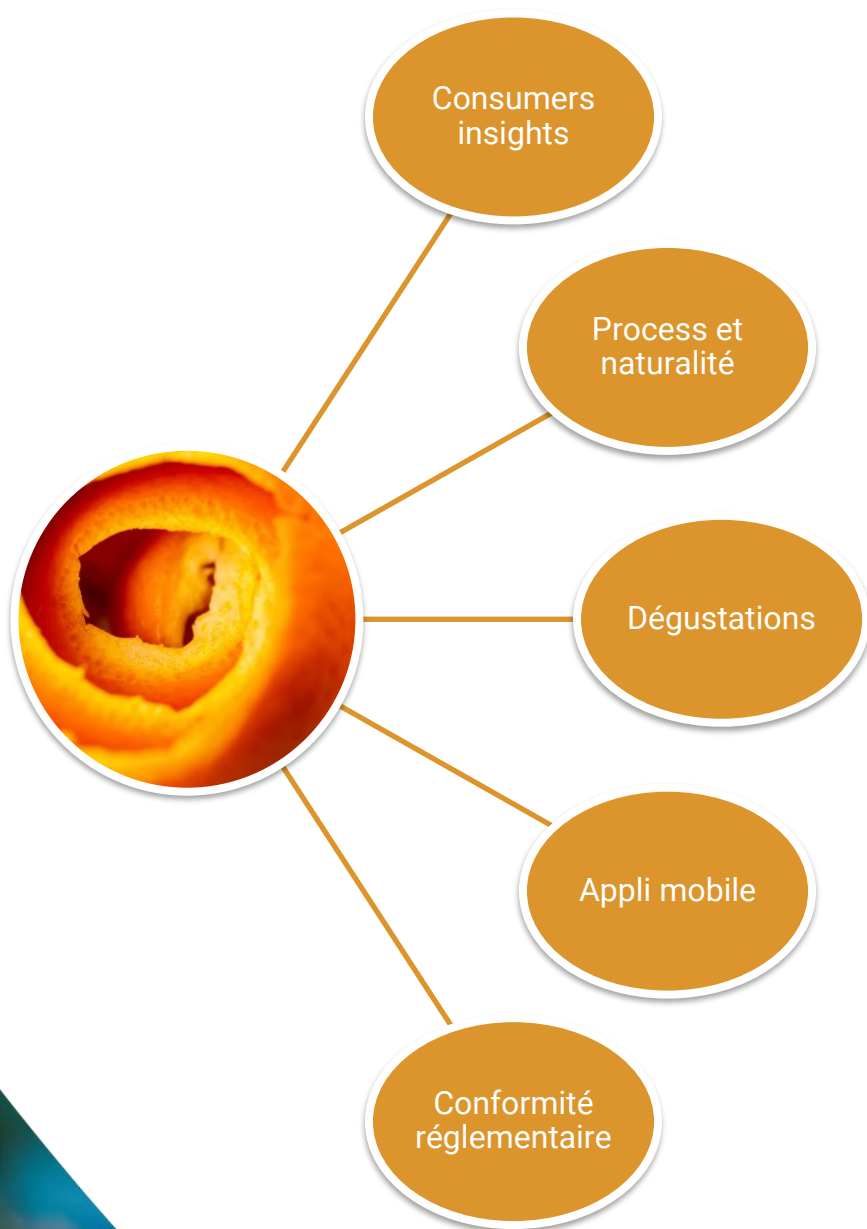 Consumers
insights
Process et
naturalité
Dégustations
Appli mobile
Conformité
réglementaire